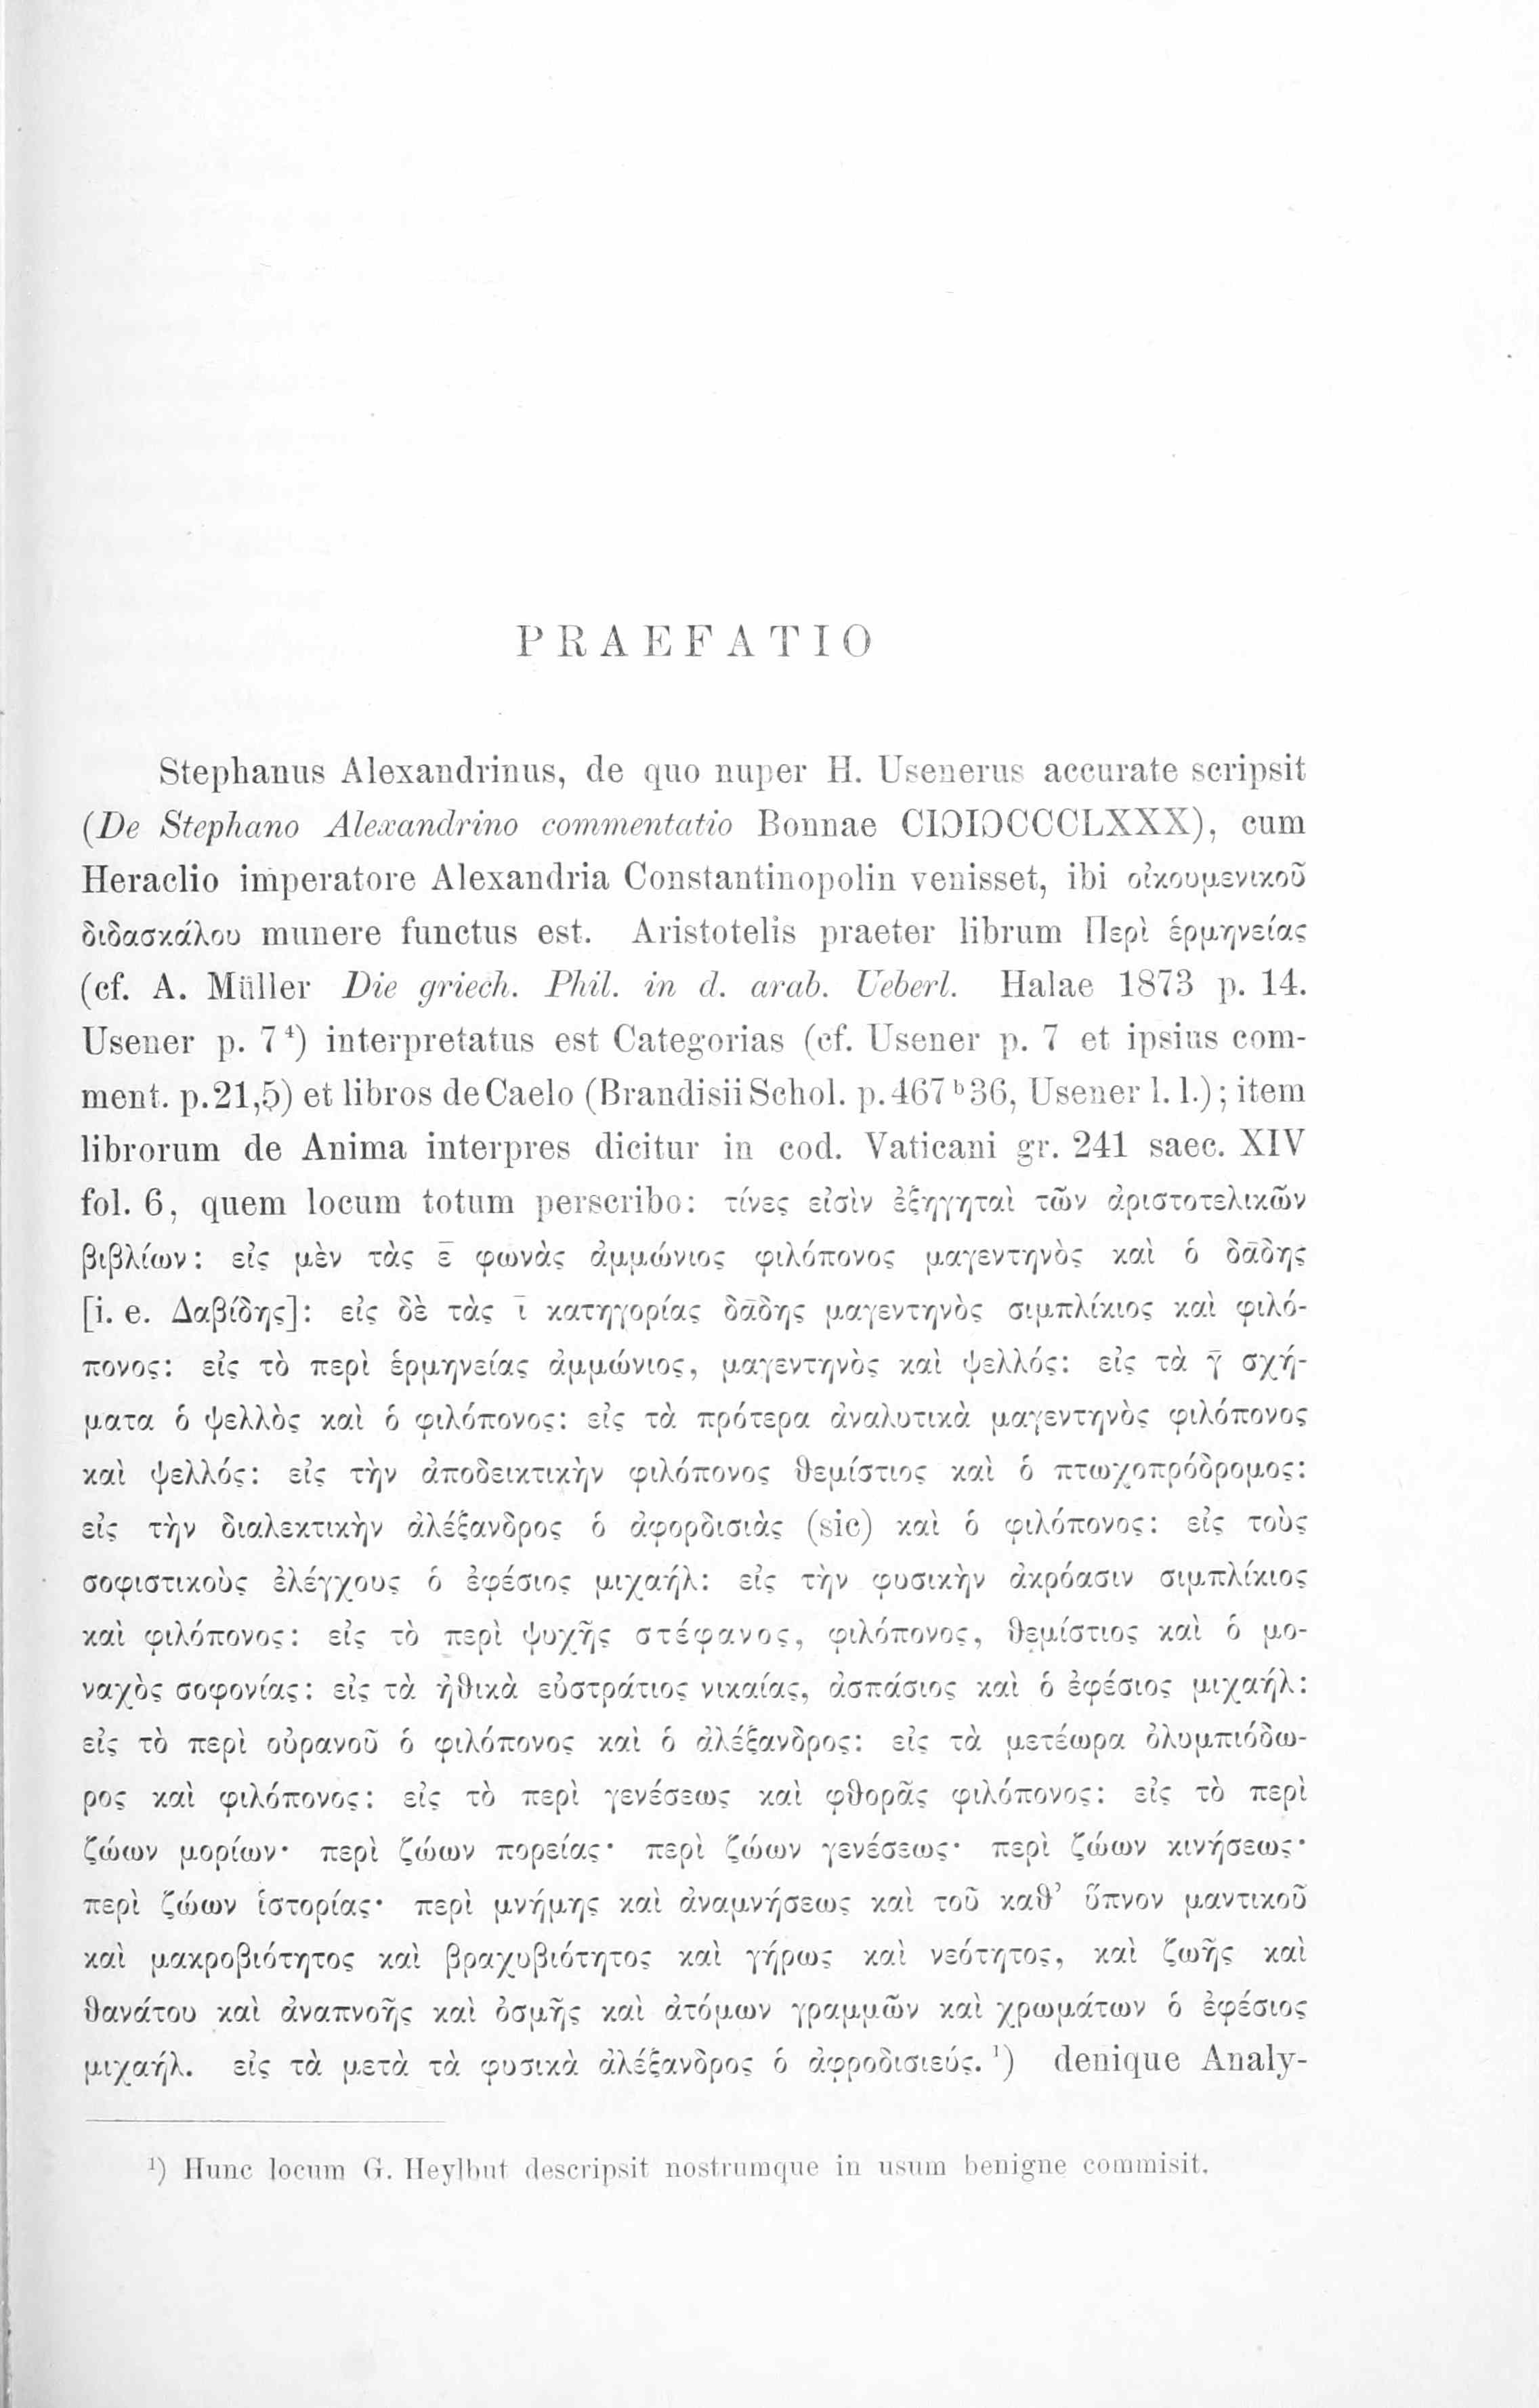 PRAEFATIO
Stephanus Alexandrinus, de quo nuper H. Usenerus accurate scripsit
(De Stephano Alexandrino commentatio Bonnae CIƆIƆCCCLXXX), cum
Heraclio imperatore Alexandria Constantinopolin venisset, ibi οἰκουμενικοῦ
διδασκάλου munere functus est. Aristotelis praeter librum Περὶ ἑρμηνείας
(cf. A. Müller Die griech. Phil. in d. arab. Ueberl. Halae 1873 p. 14.
Usener p. 7⁴) interpretatus est Categorias (cf. Usener p. 7 et ipsius com-
ment. p.21,5) et libros de Caelo (Brandisii Schol. p.467ᵇ36, Usener l. l.); item
librorum de Anima interpres dicitur in cod. Vaticani gr. 241 saec. XIV
fol. 6, quem locum totum perscribo: τίνες εἰσὶν ἐξηγηταὶ τῶν ἀριστοτελικῶν
βιβλίων: εἰς μὲν τὰς ε̄ φωνὰς ἀμμώνιος φιλόπονος μαγεντηνὸς καὶ ὁ δᾱδης
[i. e. Δαβίδης]: εἰς δὲ τὰς ῑ κατηγορίας δᾱδης μαγεντηνὸς σιμπλίκιος καὶ φιλό-
πονος: εἰς τὸ περὶ ἑρμηνείας ἀμμώνιος, μαγεντηνὸς καὶ ψελλός: εἰς τὰ γ̄ σχή-
ματα ὁ ψελλὸς καὶ ὁ φιλόπονος: εἰς τὰ πρότερα ἀναλυτικὰ μαγεντηνὸς φιλόπονος
καὶ ψελλός: εἰς τὴν ἀποδεικτικὴν φιλόπονος θεμίστιος καὶ ὁ πτωχοπρόδρομος:
εἰς τὴν διαλεκτικὴν ἀλέξανδρος ὁ ἀφορδισιὰς (sic) καὶ ὁ φιλόπονος: εἰς τοὺς
σοφιστικοὺς ἐλέγχους ὁ ἐφέσιος μιχαήλ: εἰς τὴν φυσικὴν ἀκρόασιν σιμπλίκιος
καὶ φιλόπονος: εἰς τὸ περὶ ψυχῆς στέφανος, φιλόπονος, θεμίστιος καὶ ὁ μο-
ναχὸς σοφονίας: εἰς τὰ ἠθικὰ εὐστράτιος νικαίας, ἀσπάσιος καὶ ὁ ἐφέσιος μιχαήλ:
εἰς τὸ περὶ οὐρανοῦ ὁ φιλόπονος καὶ ὁ ἀλέξανδρος: εἰς τὰ μετέωρα ὀλυμπιόδω-
ρος καὶ φιλόπονος: εἰς τὸ περὶ γενέσεως καὶ φθορᾶς φιλόπονος: εἰς τὸ περὶ
ζώων μορίων· περὶ ζώων πορείας· περὶ ζώων γενέσεως· περὶ ζώων κινήσεως·
περὶ ζώων ἱστορίας· περὶ μνήμης καὶ ἀναμνήσεως καὶ τοῦ καθ’ ὕπνον μαντικοῦ
καὶ μακροβιότητος καὶ βραχυβιότητος καὶ γήρως καὶ νεότητος, καὶ ζωῆς καὶ
θανάτου καὶ ἀναπνοῆς καὶ ὀσμῆς καὶ ἀτόμων γραμμῶν καὶ χρωμάτων ὁ ἐφέσιος
μιχαήλ. εἰς τὰ μετὰ τὰ φυσικὰ ἀλέξανδρος ὁ ἀφροδισιεύς.¹) denique Analy-
¹) Hunc locum G. Heylbut descripsit nostrumque in usum benigne commisit.